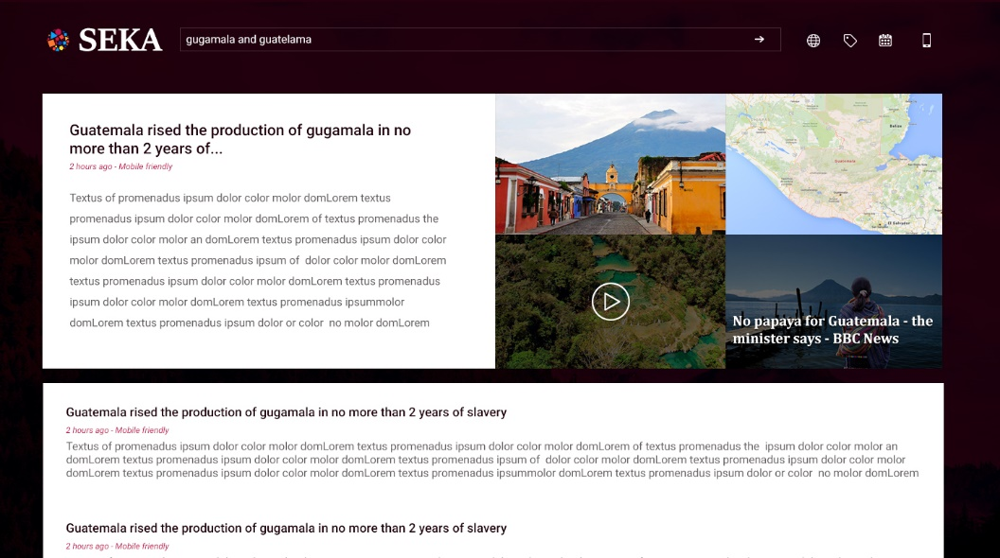 SEKA
gugamala and guatelama
Guatemala rised the production of gugamala in no
more than 2 years of...
2 hours ago - Mobile friendly
Textus of promenadus ipsum dolor color molor domLorem textus
promenadus ipsum dolor color molor domLorem of textus promenadus the
ipsum dolor color molor an domLorem textus promenadus ipsum dolor color
molor domLorem textus promenadus ipsum of dolor color molor domLorem
textus promenadus ipsum dolor color molor domLorem textus promenadus
ipsum dolor color molor domLorem textus promenadus ipsummolor
domLorem textus promenadus ipsum dolor or color no molor domLorem
Guatemala
Belize
El Salvador
No papaya for Guatemala - the
minister says - BBC News
Guatemala rised the production of gugamala in no more than 2 years of slavery
2 hours ago - Mobile friendly
Textus of promenadus ipsum dolor color molor domLorem textus promenadus ipsum dolor color molor domLorem of textus promenadus the ipsum dolor color molor an
domLorem textus promenadus ipsum dolor color molor domLorem textus promenadus ipsum of dolor color molor domLorem textus promenadus ipsum dolor color molor
domLorem textus promenadus ipsum dolor color molor domLorem textus promenadus ipsummolor domLorem textus promenadus ipsum dolor or color no molor domLorem
Guatemala rised the production of gugamala in no more than 2 years of slavery
2 hours ago - Mobile friendly